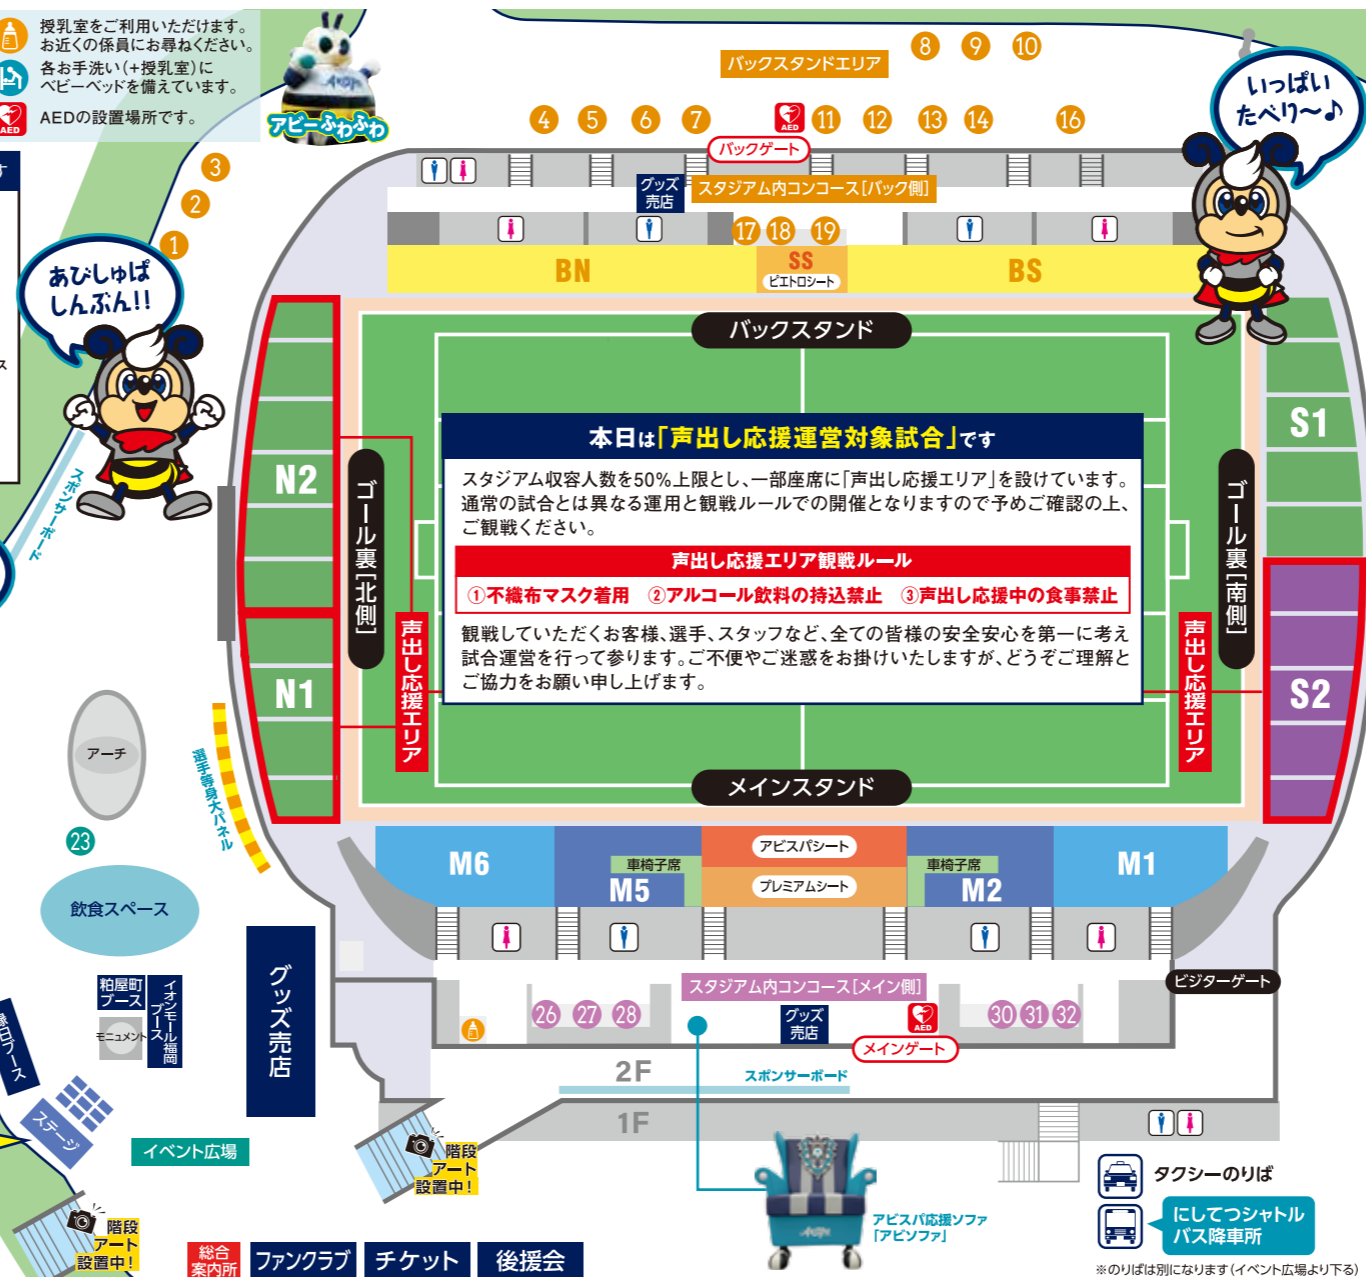 授乳室をご利用いただけます。
お近くの係員にお尋ねください。
各お手洗い(+授乳室)に
ベビーベッドを備えています。
AED
AEDの設置場所です。
アビーふわふわ
バックスタンドエリア
8 9 10
いっぱい
たべり～♪
4 5 6 7
AED
11 12 13 14 16
バックゲート
3
2
1
グッズ
売店
スタジアム内コンコース[バック側]
17 18 19
あびしゅぱ
しんぶん!!
BN
SS
ピエトロシート
BS
バックスタンド
スポンサーボード
N2
N1
ゴール裏[北側]
声出し応援エリア
本日は「声出し応援運営対象試合」です
スタジアム収容人数を50%上限とし、一部座席に「声出し応援エリア」を設けています。
通常の試合とは異なる運用と観戦ルールでの開催となりますので予めご確認の上、
ご観戦ください。
声出し応援エリア観戦ルール
①不織布マスク着用 ②アルコール飲料の持込禁止 ③声出し応援中の食事禁止
観戦していただくお客様、選手、スタッフなど、全ての皆様の安全安心を第一に考え
試合運営を行って参ります。ご不便やご迷惑をお掛けいたしますが、どうぞご理解と
ご協力をお願い申し上げます。
ゴール裏[南側]
声出し応援エリア
S1
S2
メインスタンド
アーチ
選手等身大パネル
23
飲食スペース
M6
車椅子席
M5
アビスパシート
プレミアムシート
車椅子席
M2
M1
粕屋町
ブース
イオンモール福岡
ブース
モニュメント
縁日ブース
ステージ
グッズ売店
スタジアム内コンコース[メイン側]
ビジターゲート
26 27 28
グッズ
売店
AED
30 31 32
メインゲート
2F
スポンサーボード
1F
イベント広場
階段
アート
設置中!
階段
アート
設置中!
アビスパ応援ソファ
「アビソファ」
タクシーのりば
にしてつシャトル
バス降車所
※のりばは別になります(イベント広場より下る)
総合
案内所
ファンクラブ
チケット
後援会